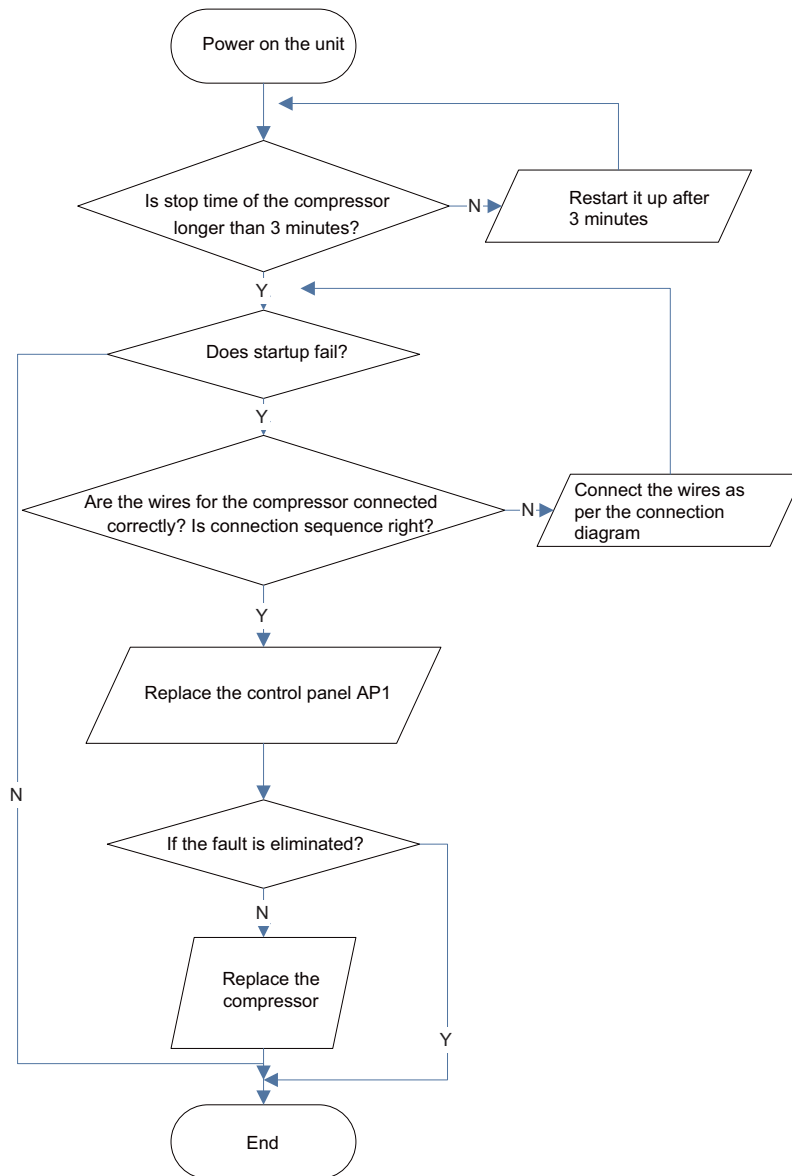 Power on the unit
Is stop time of the compressor
longer than 3 minutes?
N
Restart it up after
3 minutes
Y
Does startup fail?
Y
Are the wires for the compressor connected
correctly? Is connection sequence right?
N
Connect the wires as
per the connection
diagram
Y
Replace the control panel AP1
N
If the fault is eliminated?
N
Replace the
compressor
Y
End